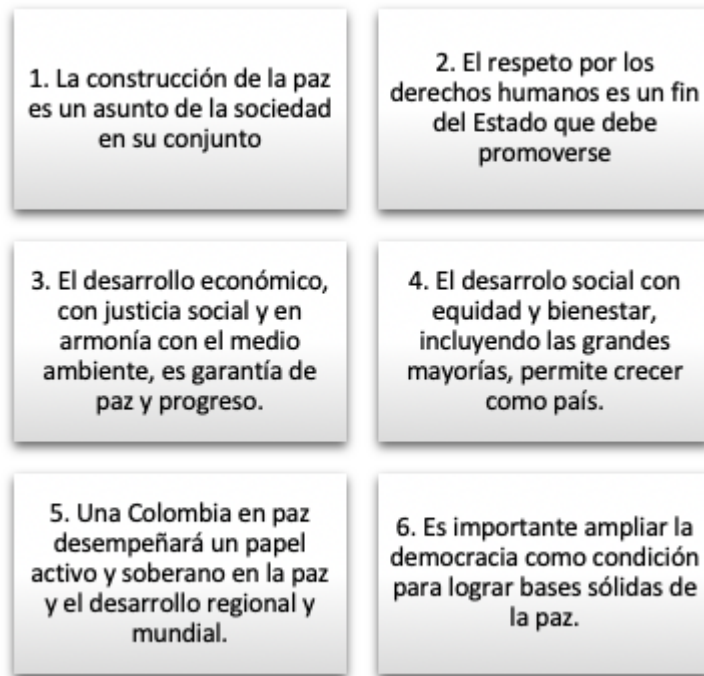 1. La construcción de la paz
es un asunto de la sociedad
en su conjunto
2. El respeto por los
derechos humanos es un fin
del Estado que debe
promoverse
3. El desarrollo económico,
con justicia social y en
armonía con el medio
ambiente, es garantía de
paz y progreso.
4. El desarrolo social con
equidad y bienestar,
incluyendo las grandes
mayorías, permite crecer
como país.
5. Una Colombia en paz
desempeñará un papel
activo y soberano en la paz
y el desarrollo regional y
mundial.
6. Es importante ampliar la
democracia como condición
para lograr bases sólidas de
la paz.